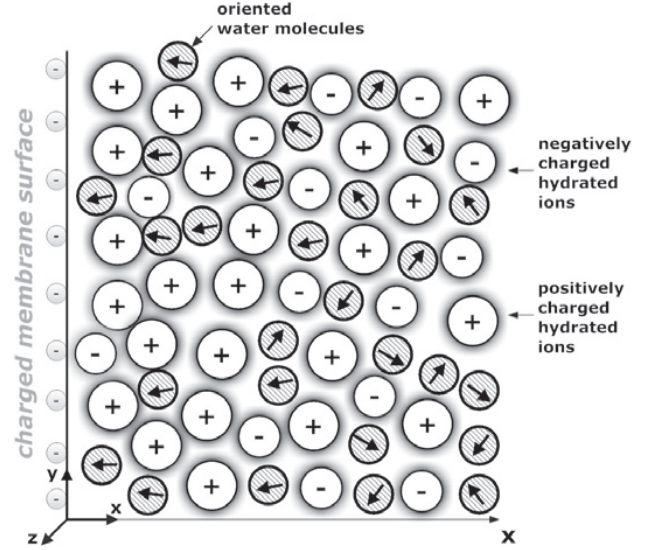 oriented
water molecules
charged membrane surface
negatively
charged
hydrated
ions
positively
charged
hydrated
ions
y
x
z
x